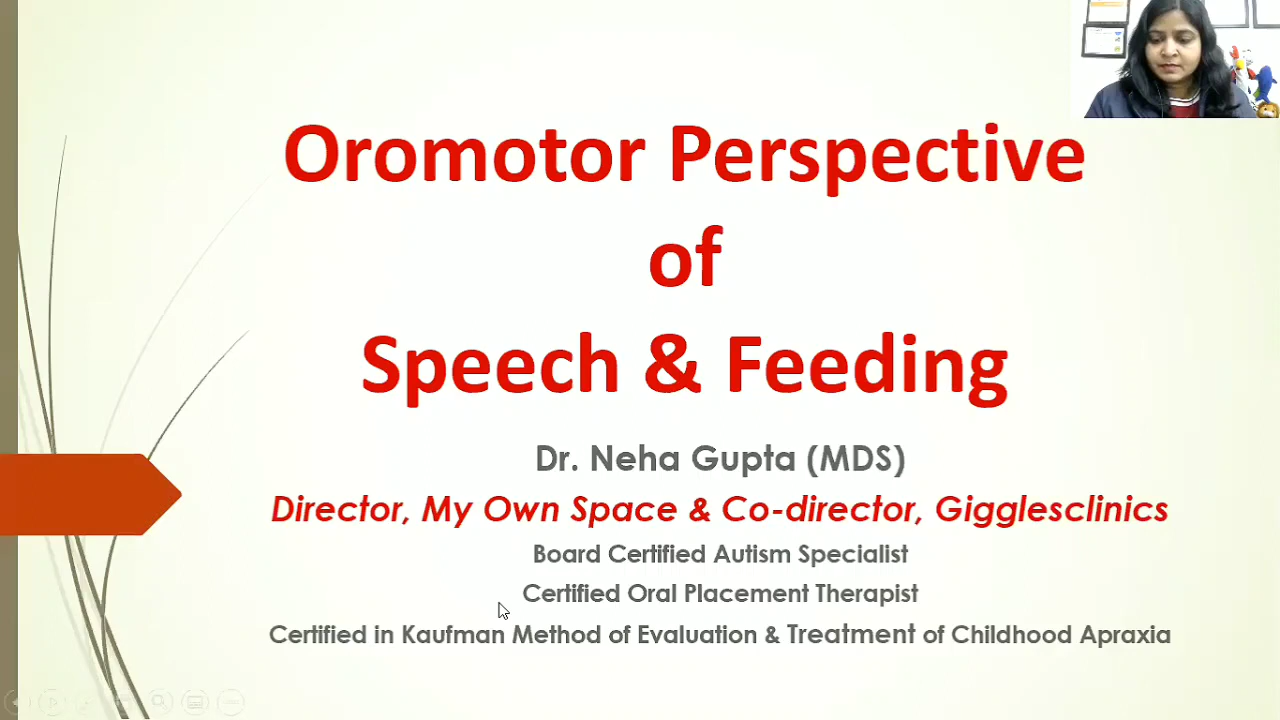 Oromotor Perspective
of
Speech & Feeding
Dr. Neha Gupta (MDS)
Director, My Own Space & Co-director, Gigglesclinics
Board Certified Autism Specialist
Certified Oral Placement Therapist
Certified in Kaufman Method of Evaluation & Treatment of Childhood Apraxia